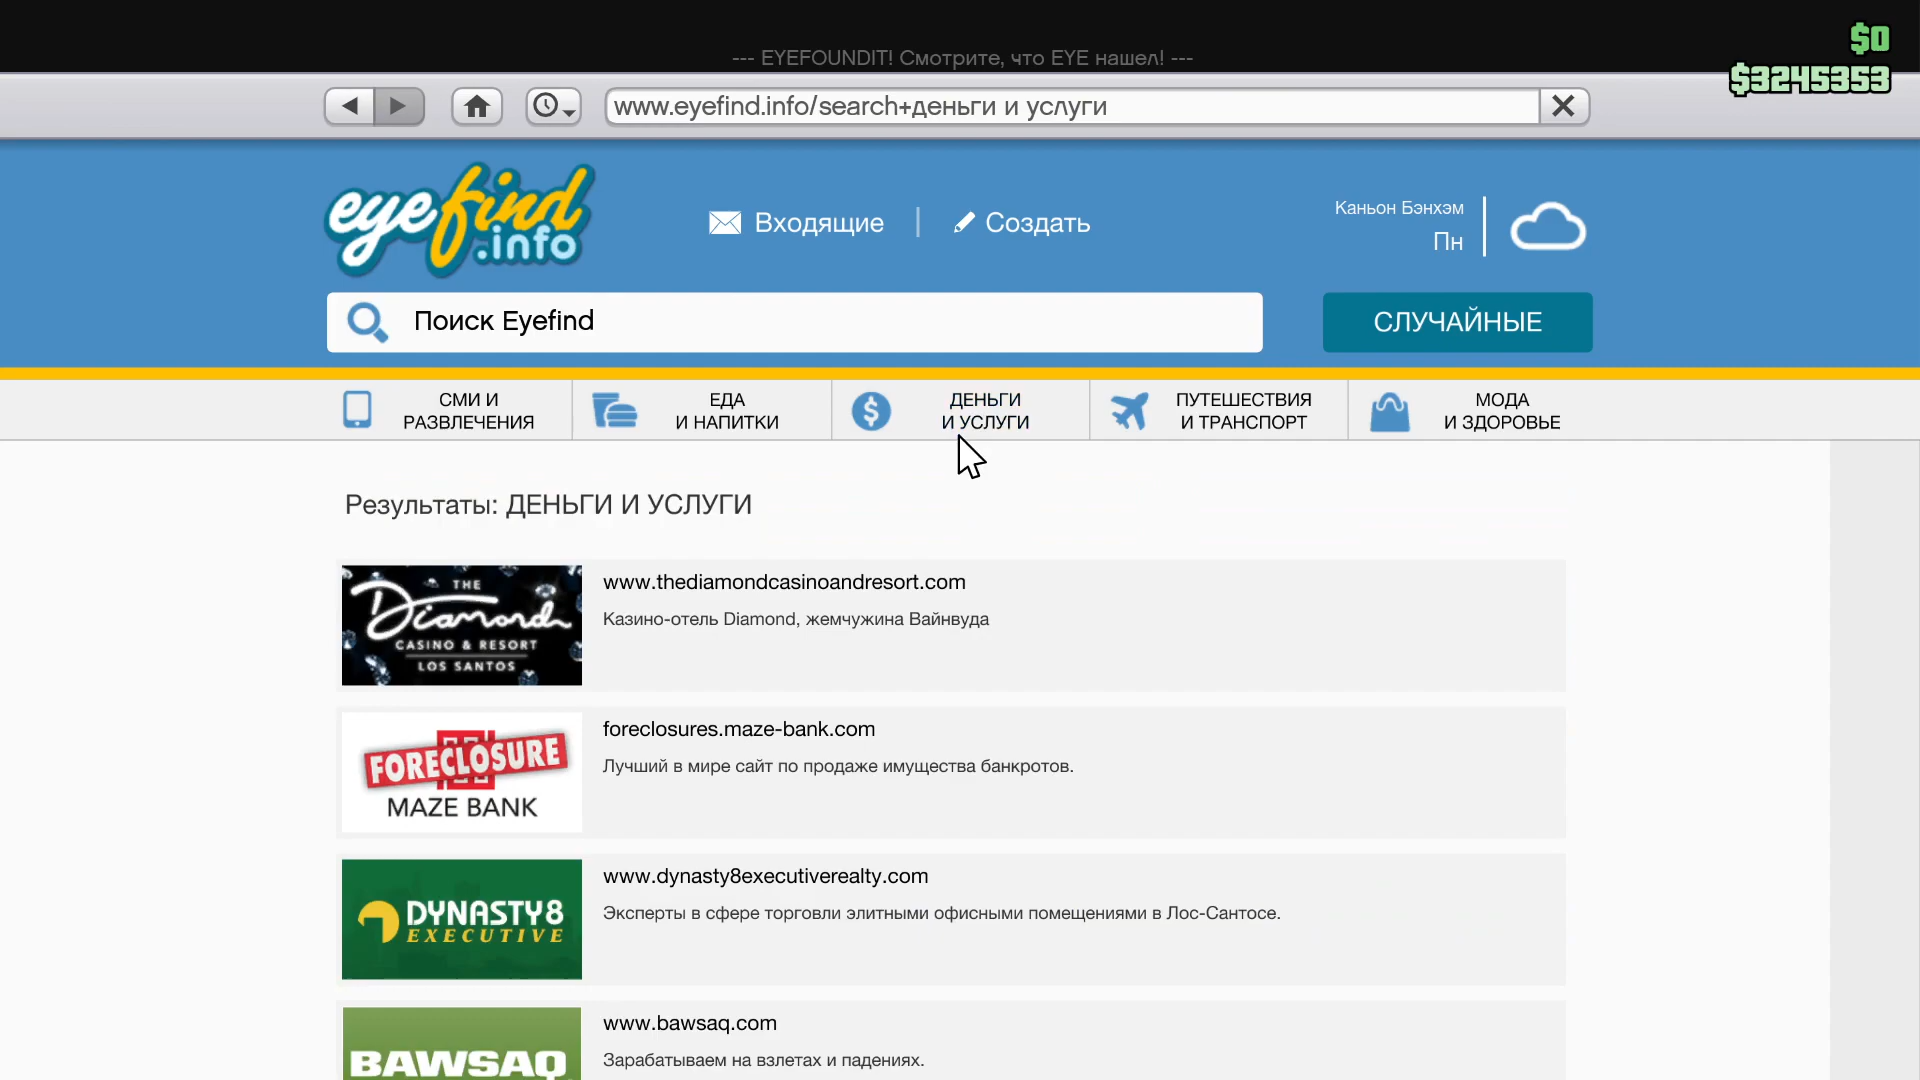 $0
--- EYEFOUNDIT! Смотрите, что EYE нашел! ---
$3245353
www.eyefind.info/search+деньги и услуги
eyefind
.info
Входящие
Создать
Каньон Бэнхэм
Пн
Поиск Eyefind
СЛУЧАЙНЫЕ
СМИ И
РАЗВЛЕЧЕНИЯ
ЕДА
И НАПИТКИ
ДЕНЬГИ
И УСЛУГИ
ПУТЕШЕСТВИЯ
И ТРАНСПОРТ
МОДА
И ЗДОРОВЬЕ
Результаты: ДЕНЬГИ И УСЛУГИ
THE
Diamond
CASINO & RESORT
LOS SANTOS
www.thediamondcasinoandresort.com
Казино-отель Diamond, жемчужина Вайнвуда
FORECLOSURE
MAZE BANK
foreclosures.maze-bank.com
Лучший в мире сайт по продаже имущества банкротов.
DYNASTY8
EXECUTIVE
www.dynasty8executiverealty.com
Эксперты в сфере торговли элитными офисными помещениями в Лос-Сантосе.
BAWSAQ
www.bawsaq.com
Зарабатываем на взлетах и падениях.